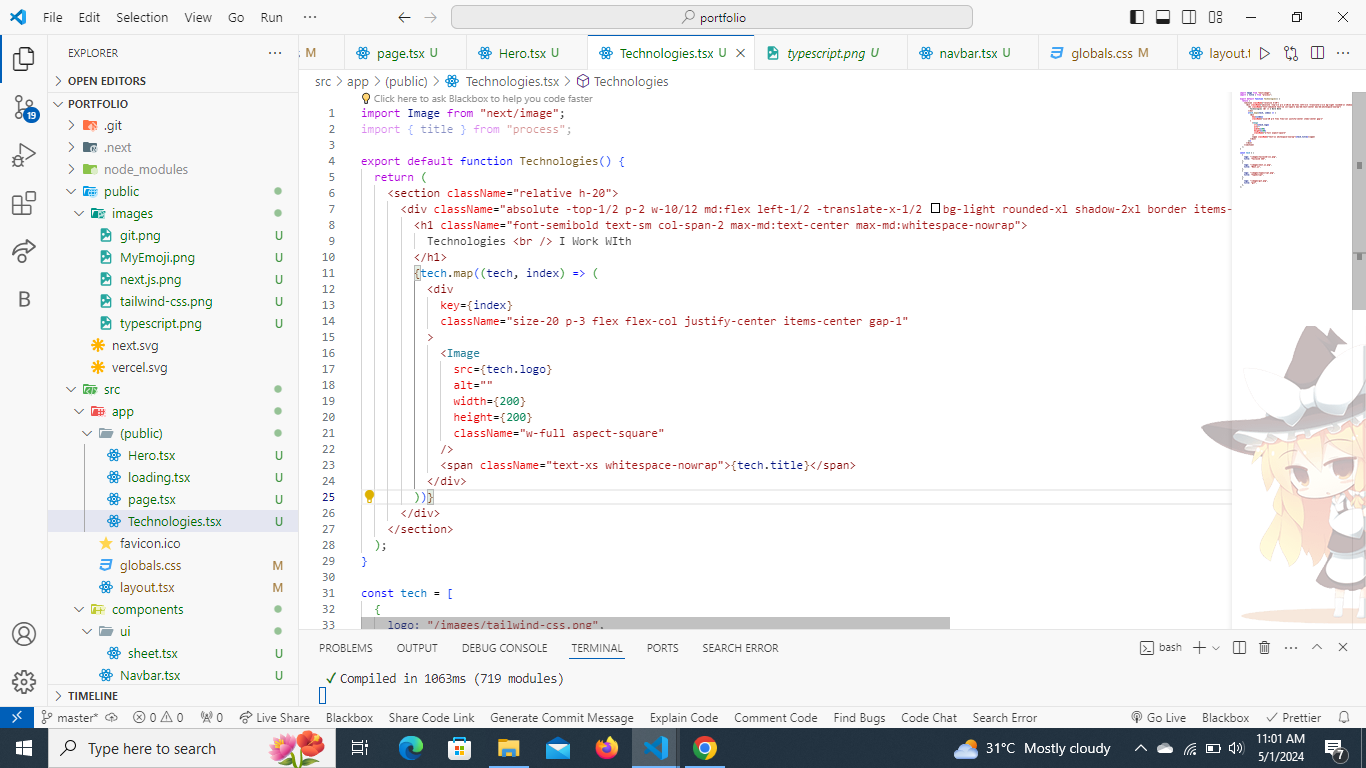 File Edit Selection View Go Run ··· portfolio
EXPLORER ···
M page.tsx U Hero.tsx U Technologies.tsx U typescript.png U navbar.tsx U globals.css M layout.t
OPEN EDITORS
PORTFOLIO
.git
.next
node_modules
public
images
git.png U
MyEmoji.png U
next.js.png U
tailwind-css.png U
typescript.png U
next.svg
vercel.svg
src
app
(public)
Hero.tsx U
loading.tsx U
page.tsx U
Technologies.tsx U
favicon.ico
globals.css M
layout.tsx M
components
ui
sheet.tsx U
Navbar.tsx U
TIMELINE
19
B
src > app > (public) > Technologies.tsx > Technologies
Click here to ask Blackbox to help you code faster
1 import Image from "next/image";
2 import { title } from "process";
3
4 export default function Technologies() {
5 return (
6 <section className="relative h-20">
7 <div className="absolute -top-1/2 p-2 w-10/12 md:flex left-1/2 -translate-x-1/2 bg-light rounded-xl shadow-2xl border items-
8 <h1 className="font-semibold text-sm col-span-2 max-md:text-center max-md:whitespace-nowrap">
9 Technologies <br /> I Work WIth
10 </h1>
11 {tech.map((tech, index) => (
12 <div
13 key={index}
14 className="size-20 p-3 flex flex-col justify-center items-center gap-1"
15 >
16 <Image
17 src={tech.logo}
18 alt=""
19 width={200}
20 height={200}
21 className="w-full aspect-square"
22 />
23 <span className="text-xs whitespace-nowrap">{tech.title}</span>
24 </div>
25 ))}
26 </div>
27 </section>
28 );
29 }
30
31 const tech = [
32 {
33 logo: "/images/tailwind-css.png",
PROBLEMS OUTPUT DEBUG CONSOLE TERMINAL PORTS SEARCH ERROR bash
✓ Compiled in 1063ms (719 modules)
master* 0 0 0 Live Share Blackbox Share Code Link Generate Commit Message Explain Code Comment Code Find Bugs Code Chat Search Error Go Live Blackbox Prettier
Type here to search 31°C Mostly cloudy
11:01 AM
5/1/2024
7